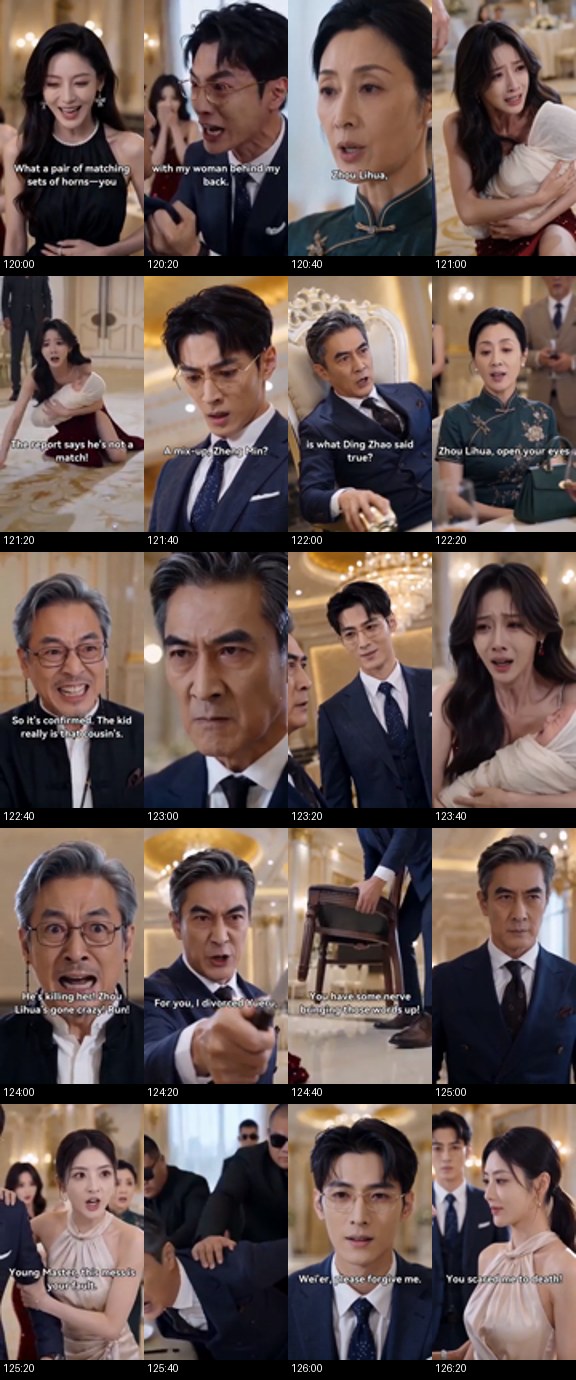 What a pair of matching
sets of horns—you
with my woman behind my
back.
Zhou Lihua,
120:00
120:20
120:40
121:00
The report says he's not a
match!
A mix-up, Zheng Min?
is what Ding Zhao said
true?
Zhou Lihua, open your eyes
121:20
121:40
122:00
122:20
So it's confirmed. The kid
really is that cousin's.
122:40
123:00
123:20
123:40
He's killing her! Zhou
Lihua's gone crazy! Run!
For you, I divorced Yueru,
You have some nerve
bringing those words up!
124:00
124:20
124:40
125:00
Young Master, this mess is
your fault.
Wei'er, please forgive me.
You scared me to death!
125:20
125:40
126:00
126:20